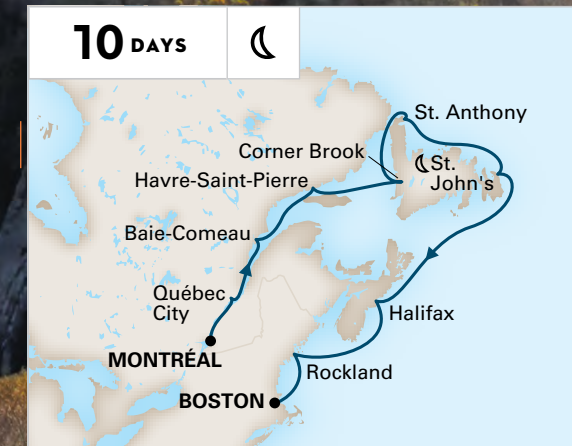 10 DAYS
St. Anthony
Corner Brook
St.
John's
Havre-Saint-Pierre
Baie-Comeau
Québec
City
Halifax
MONTRÉAL
Rockland
BOSTON